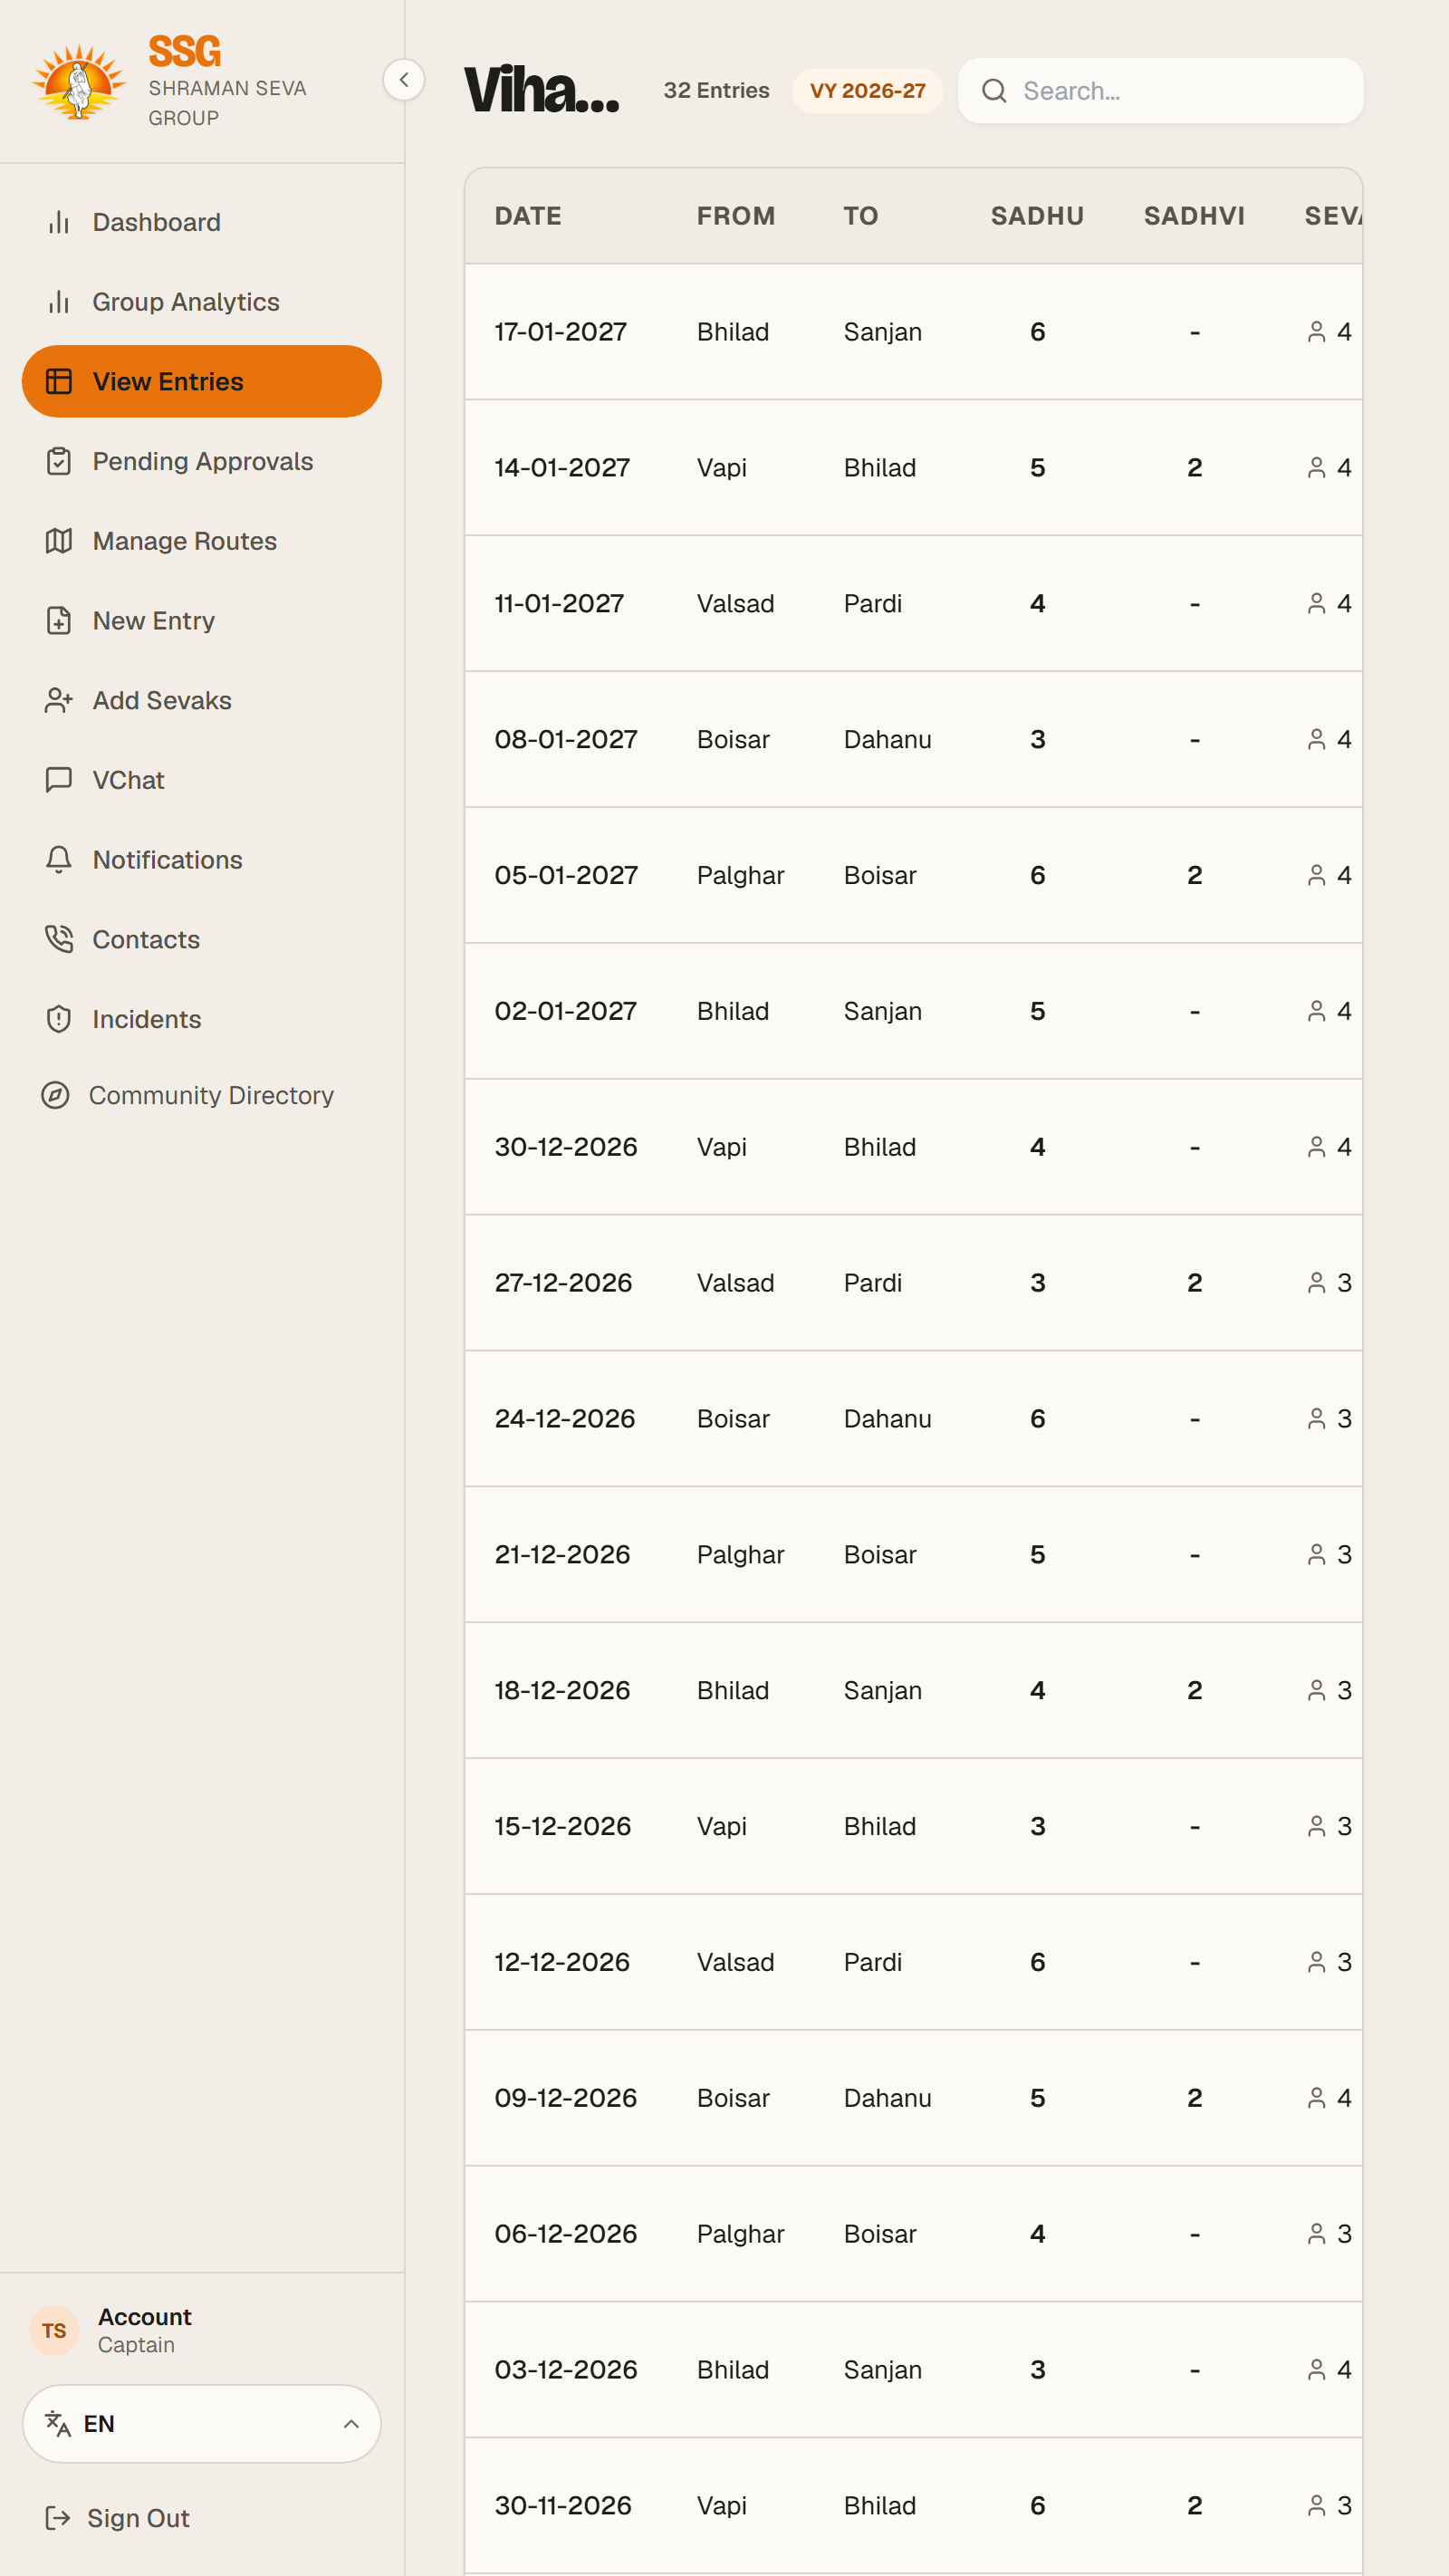 SSG
SHRAMAN SEVA
GROUP
Dashboard
Group Analytics
View Entries
Pending Approvals
Manage Routes
New Entry
Add Sevaks
VChat
Notifications
Contacts
Incidents
Community Directory
TS
Account
Captain
EN
Sign Out
Viha... 32 Entries VY 2026-27 Search...
DATE FROM TO SADHU SADHVI SEVA
17-01-2027 Bhilad Sanjan 6 - 4
14-01-2027 Vapi Bhilad 5 2 4
11-01-2027 Valsad Pardi 4 - 4
08-01-2027 Boisar Dahanu 3 - 4
05-01-2027 Palghar Boisar 6 2 4
02-01-2027 Bhilad Sanjan 5 - 4
30-12-2026 Vapi Bhilad 4 - 4
27-12-2026 Valsad Pardi 3 2 3
24-12-2026 Boisar Dahanu 6 - 3
21-12-2026 Palghar Boisar 5 - 3
18-12-2026 Bhilad Sanjan 4 2 3
15-12-2026 Vapi Bhilad 3 - 3
12-12-2026 Valsad Pardi 6 - 3
09-12-2026 Boisar Dahanu 5 2 4
06-12-2026 Palghar Boisar 4 - 3
03-12-2026 Bhilad Sanjan 3 - 4
30-11-2026 Vapi Bhilad 6 2 3